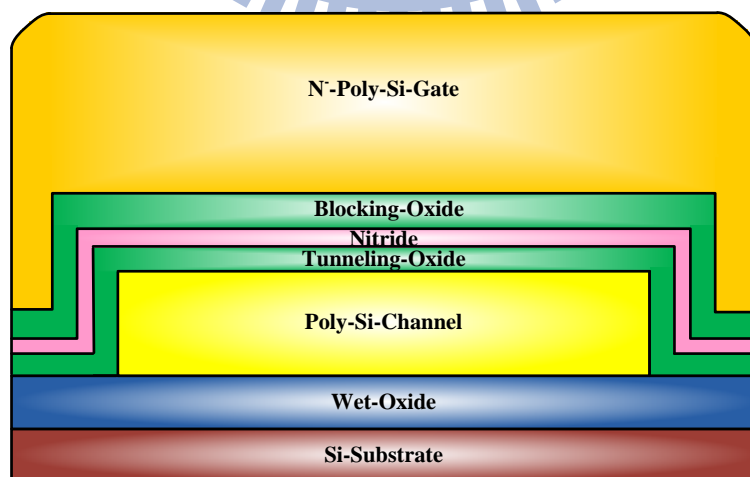 N⁻-Poly-Si-Gate
Blocking-Oxide
Nitride
Tunneling-Oxide
Poly-Si-Channel
Wet-Oxide
Si-Substrate